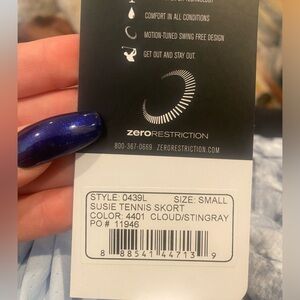 COMFORT IN ALL CONDITIONS
MOTION-TUNED SWING FREE DESIGN
GET OUT AND STAY OUT.
zeroRESTRICTION
800-367-0669 ZERORESTRICTION.COM
STYLE: 0439L SIZE: SMALL
SUSIE TENNIS SKORT
COLOR: 4401 CLOUD/STINGRAY
PO # 11946
8 88541 44713 9